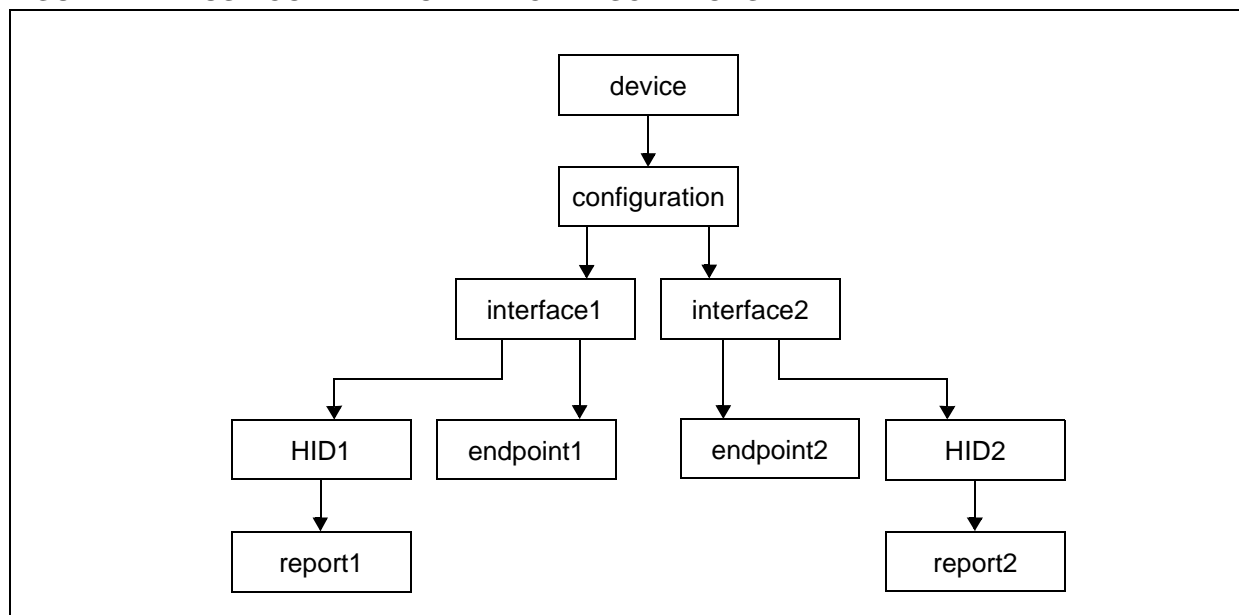 device
configuration
interface1 interface2
HID1 endpoint1 endpoint2 HID2
report1 report2